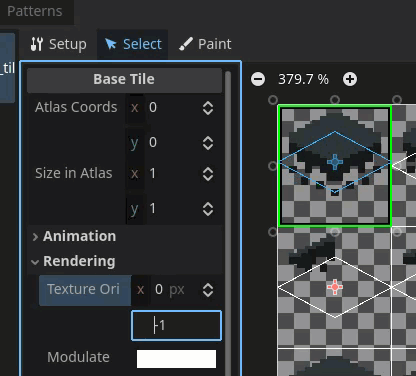 Patterns
Setup Select Paint
_til
Base Tile
379.7 %
Atlas Coords x 0
y 0
Size in Atlas x 1
y 1
Animation
Rendering
Texture Ori x 0 px
-1
Modulate